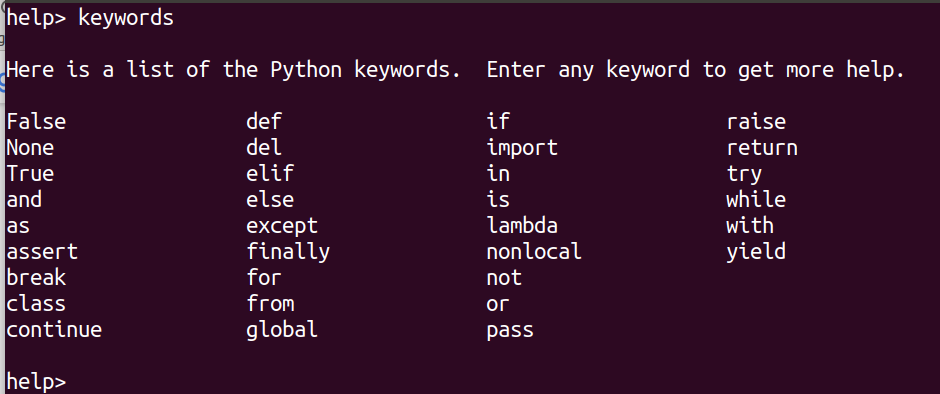 help> keywords
Here is a list of the Python keywords.  Enter any keyword to get more help.
False               def                 if                  raise
None                del                 import              return
True                elif                in                  try
and                 else                is                  while
as                  except              lambda              with
assert              finally             nonlocal            yield
break               for                 not
class               from                or
continue            global              pass
help>